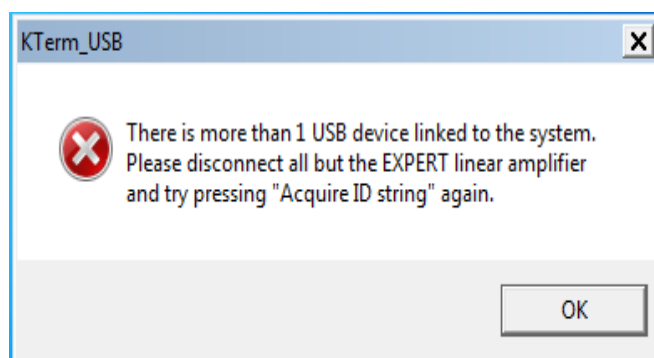 KTerm_USB
There is more than 1 USB device linked to the system.
Please disconnect all but the EXPERT linear amplifier
and try pressing "Acquire ID string" again.
OK